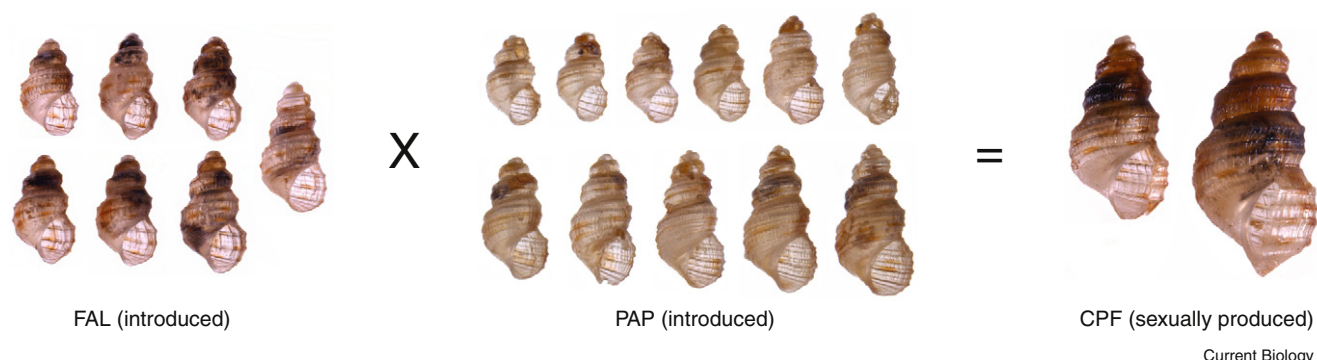 X
=
FAL (introduced)
PAP (introduced)
CPF (sexually produced)
Current Biology